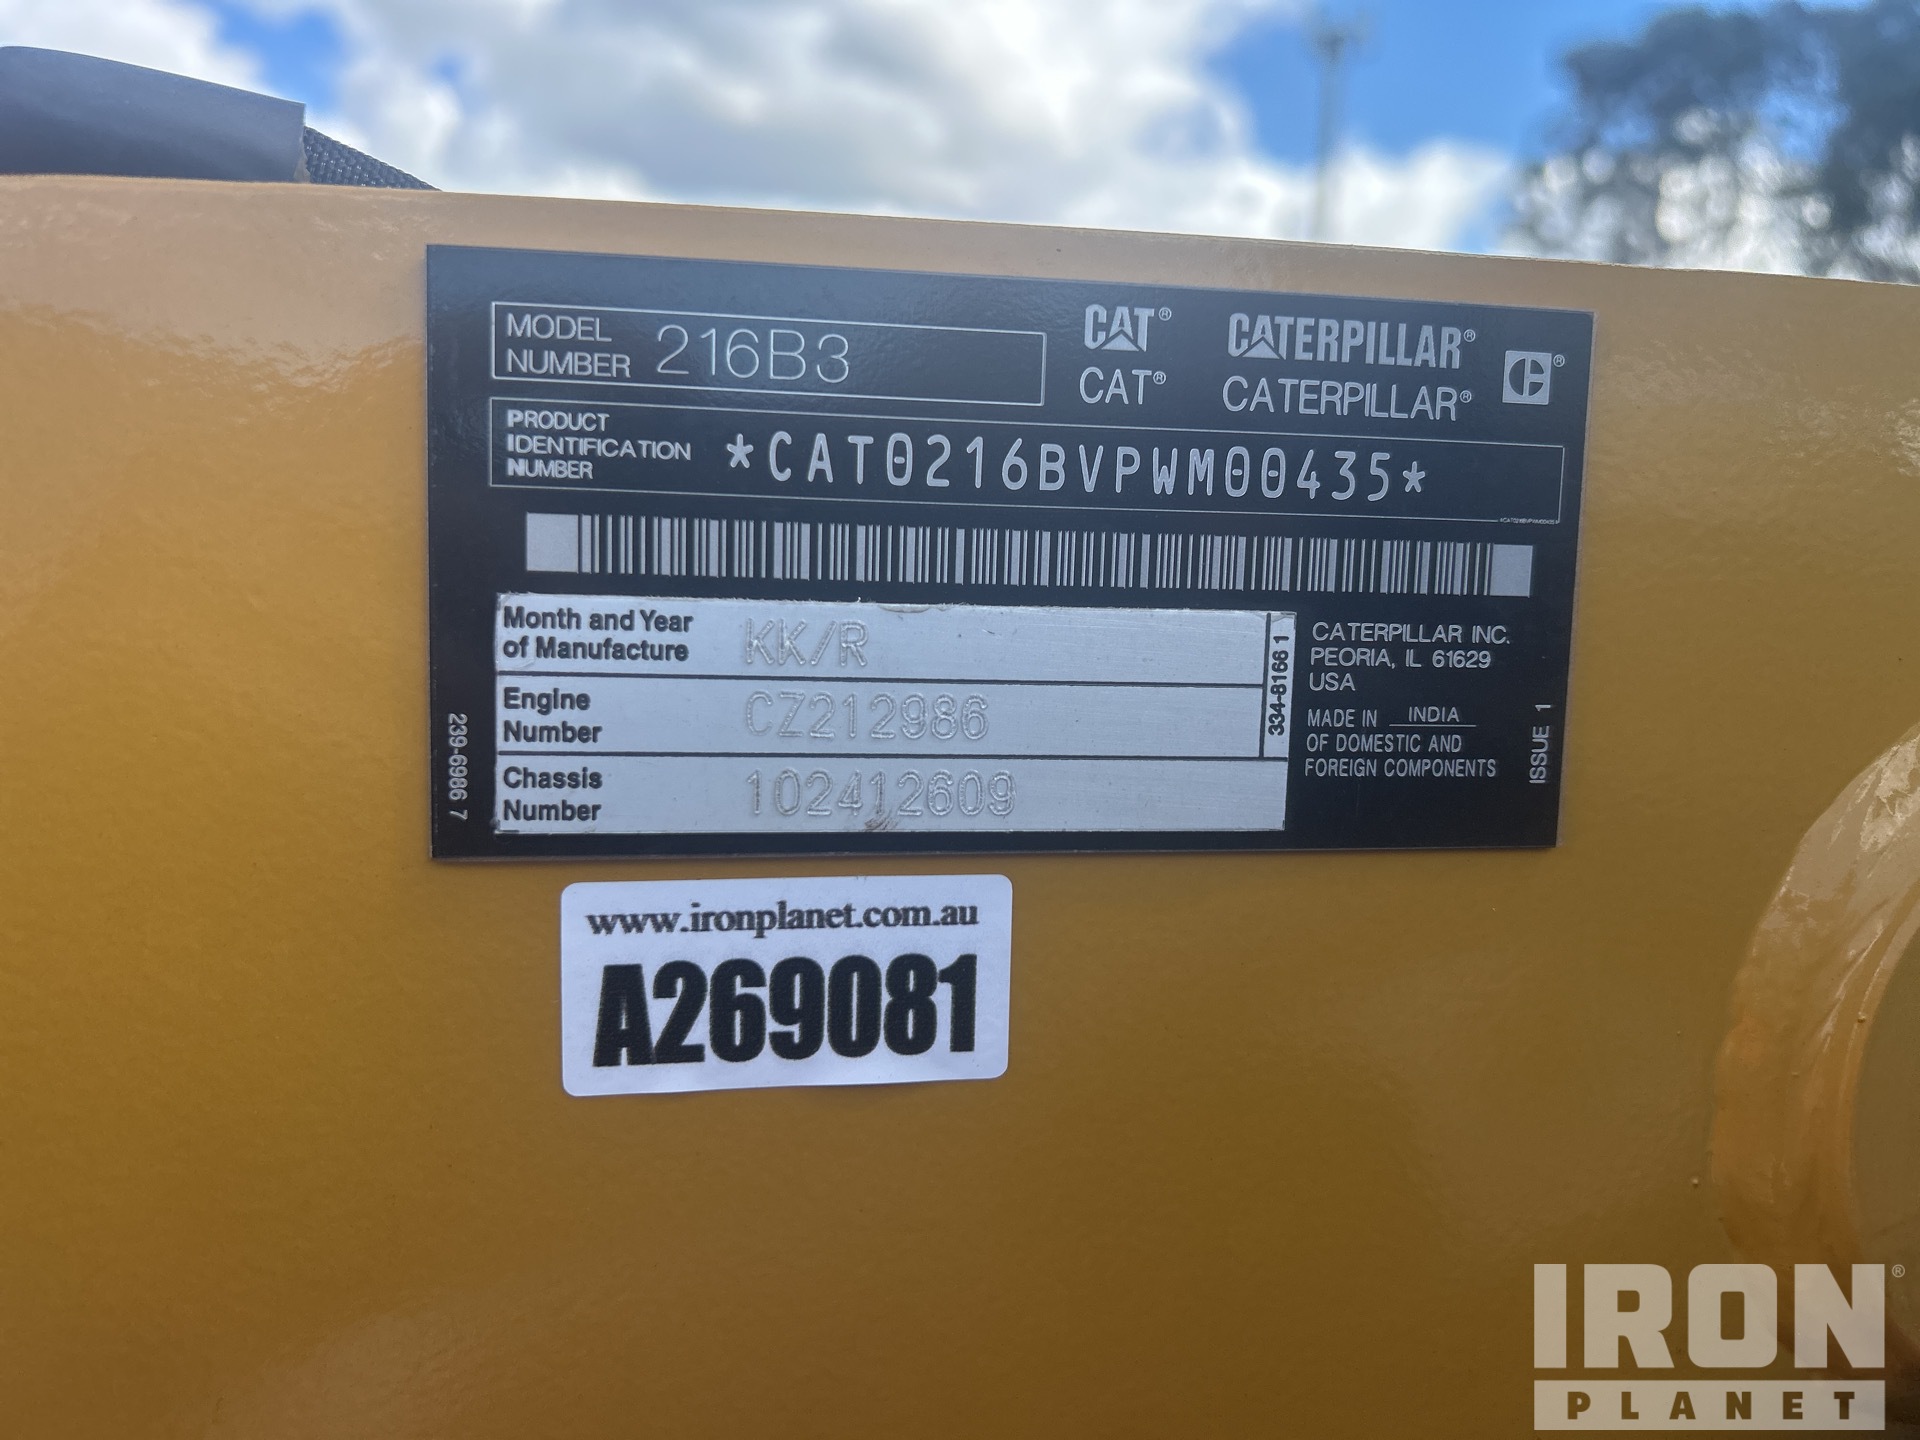 MODEL
NUMBER 216B3
CAT® CATERPILLAR®
CAT® CATERPILLAR®
PRODUCT
IDENTIFICATION
NUMBER *CAT0216BVPWM00435*
*CAT0216BVPWM00435*
Month and Year
of Manufacture KK/R
Engine
Number CZ212986
Chassis
Number 102412609
334-8166 1
CATERPILLAR INC.
PEORIA, IL 61629
USA
MADE IN INDIA
OF DOMESTIC AND
FOREIGN COMPONENTS
ISSUE 1
239-6986 7
www.ironplanet.com.au
A269081
IRON®
PLANET